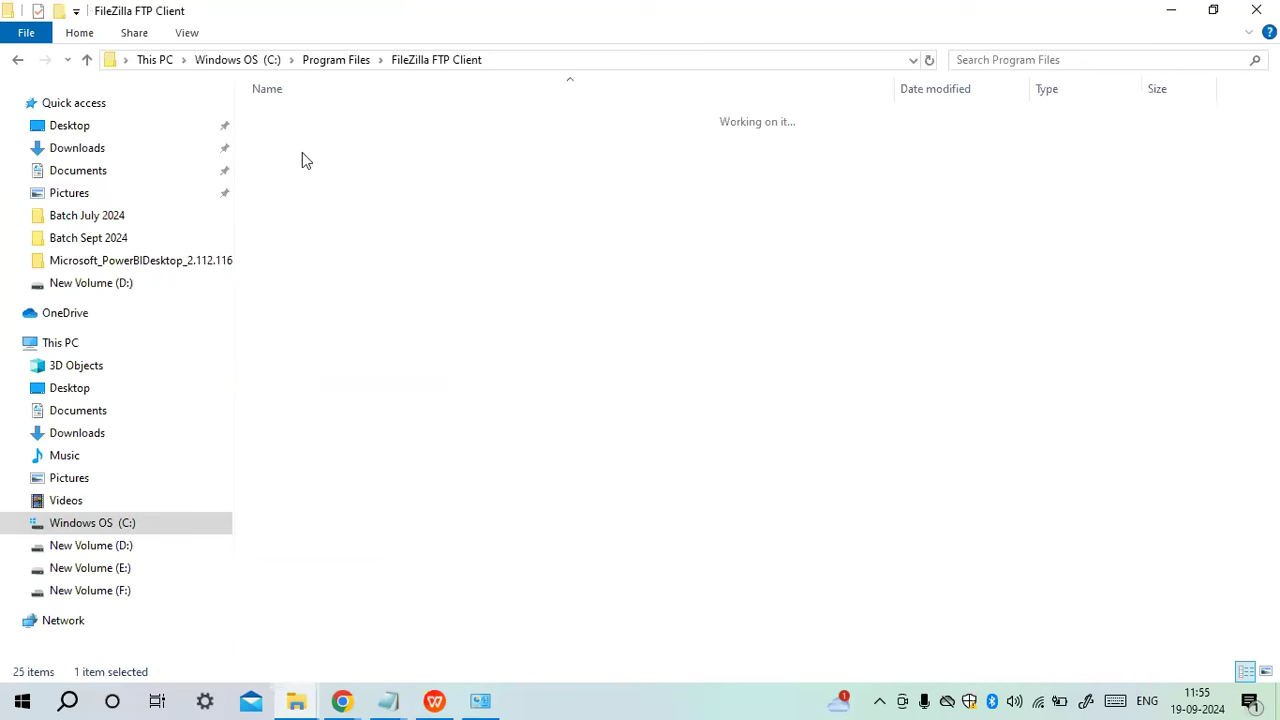 FileZilla FTP Client
File Home Share View
This PC Windows OS (C:) Program Files FileZilla FTP Client Search Program Files
Name Date modified Type Size
Working on it...
Quick access
Desktop
Downloads
Documents
Pictures
Batch July 2024
Batch Sept 2024
Microsoft_PowerBIDesktop_2.112.116
New Volume (D:)
OneDrive
This PC
3D Objects
Desktop
Documents
Downloads
Music
Pictures
Videos
Windows OS (C:)
New Volume (D:)
New Volume (E:)
New Volume (F:)
Network
25 items 1 item selected
1 ENG 11:55
19-09-2024 1